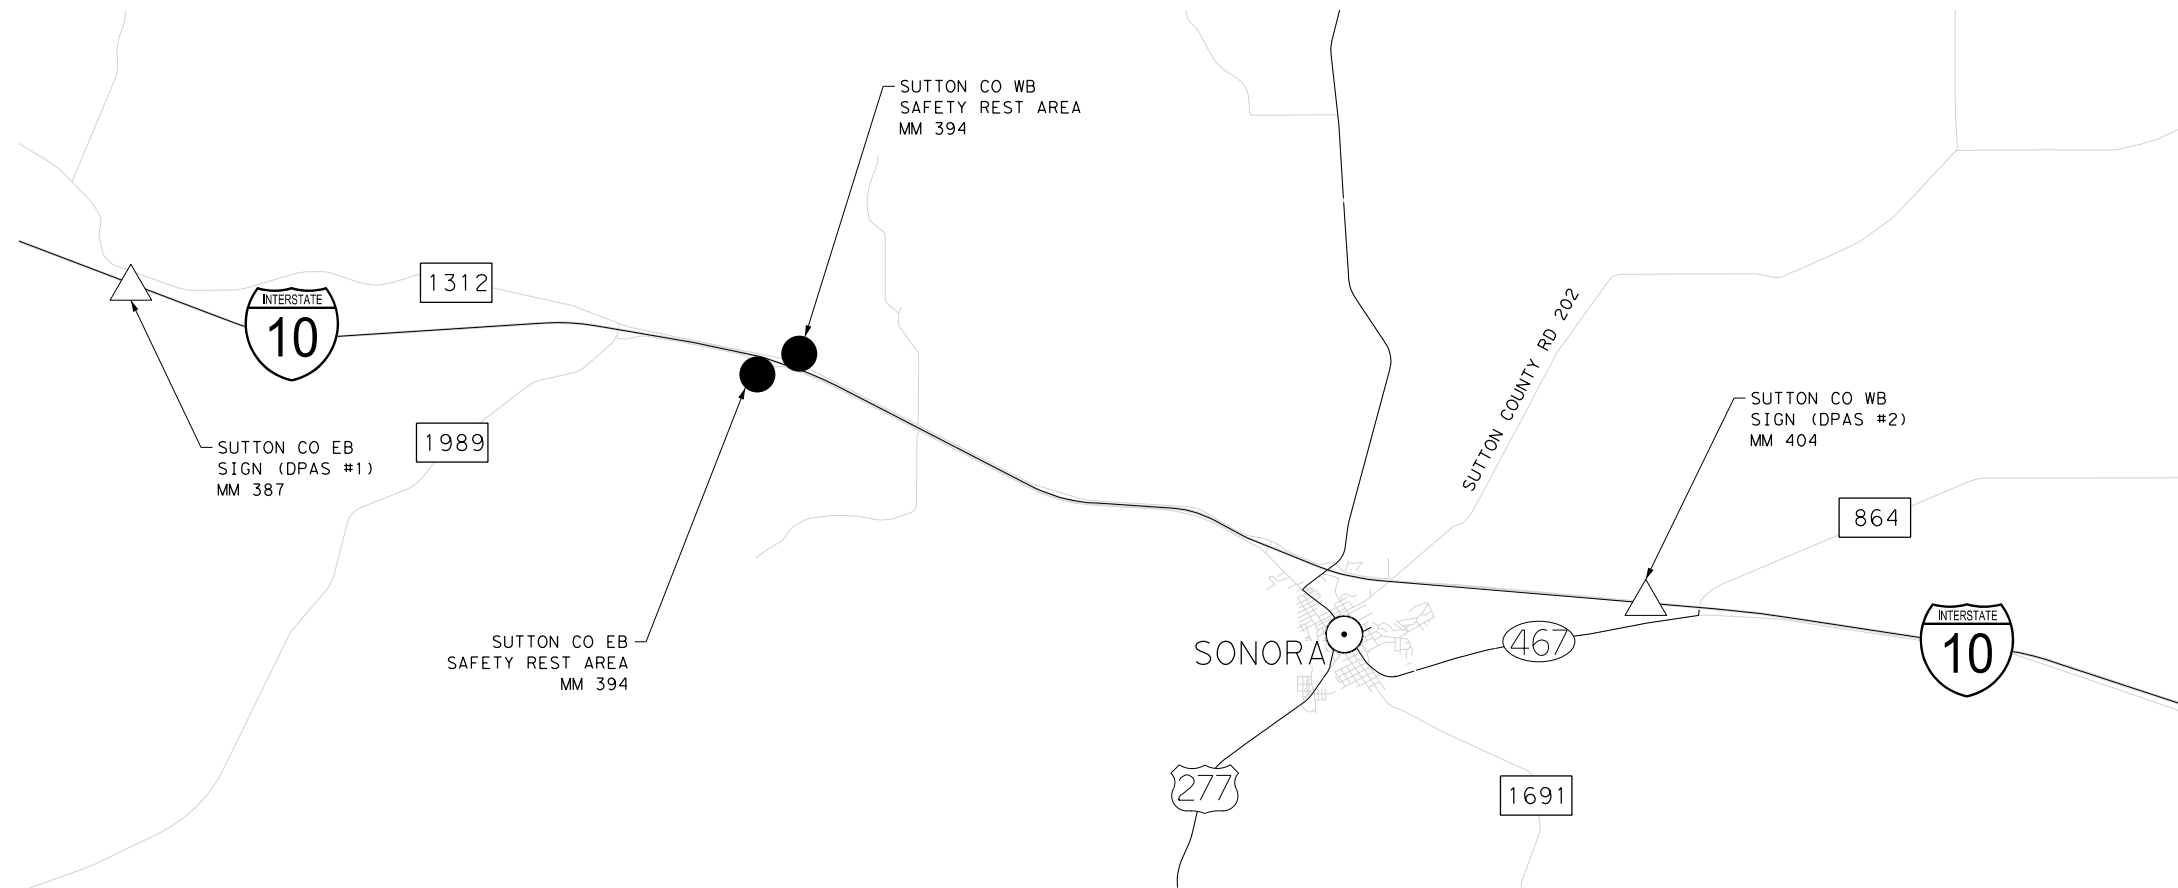 SUTTON CO WB
SAFETY REST AREA
MM 394
1312
INTERSTATE
10
SUTTON COUNTY RD 202
SUTTON CO WB
SIGN (DPAS #2)
MM 404
1989
SUTTON CO EB
SIGN (DPAS #1)
MM 387
864
INTERSTATE
10
467
SONORA
SUTTON CO EB
SAFETY REST AREA
MM 394
277
1691